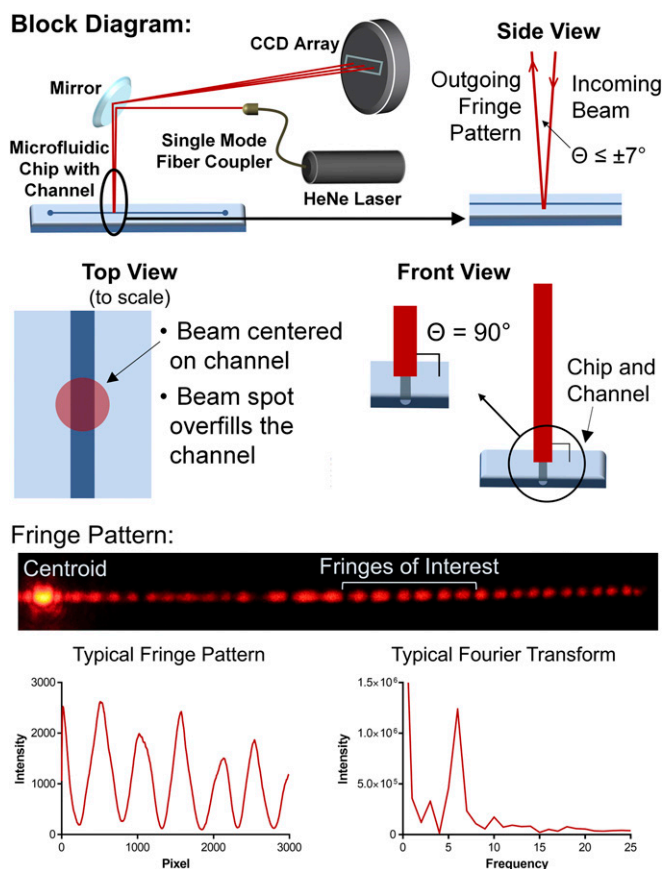 Block Diagram:
CCD Array
Mirror
Single Mode
Fiber Coupler
Microfluidic
Chip with
Channel
HeNe Laser
Side View
Outgoing
Fringe
Pattern
Incoming
Beam
Θ ≤ ±7°
Top View
(to scale)
• Beam centered
on channel
• Beam spot
overfills the
channel
Front View
Θ = 90°
Chip and
Channel
Fringe Pattern:
Centroid
Fringes of Interest
Typical Fringe Pattern
3000
2000
1000
0
Intensity
0
1000
2000
3000
Pixel
Typical Fourier Transform
1.5×10⁶
1.0×10⁶
5.0×10⁵
0
Intensity
0
5
10
15
20
25
Frequency